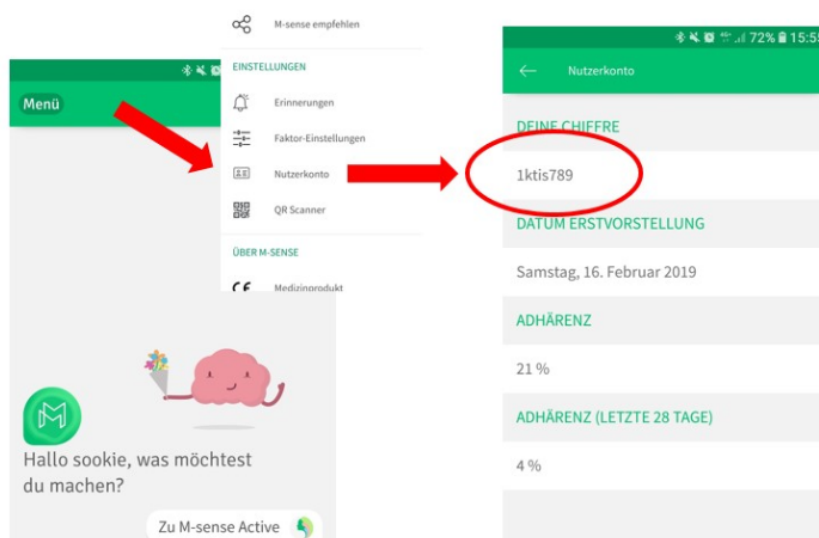 Menü
Hallo sookie, was möchtest
du machen?
Zu M-sense Active
M-sense empfehlen
EINSTELLUNGEN
Erinnerungen
Faktor-Einstellungen
Nutzerkonto
QR Scanner
ÜBER M-SENSE
CE Medizinprodukt
72% 15:55
Nutzerkonto
DEINE CHIFFRE
1ktis789
DATUM ERSTVORSTELLUNG
Samstag, 16. Februar 2019
ADHÄRENZ
21 %
ADHÄRENZ (LETZTE 28 TAGE)
4 %